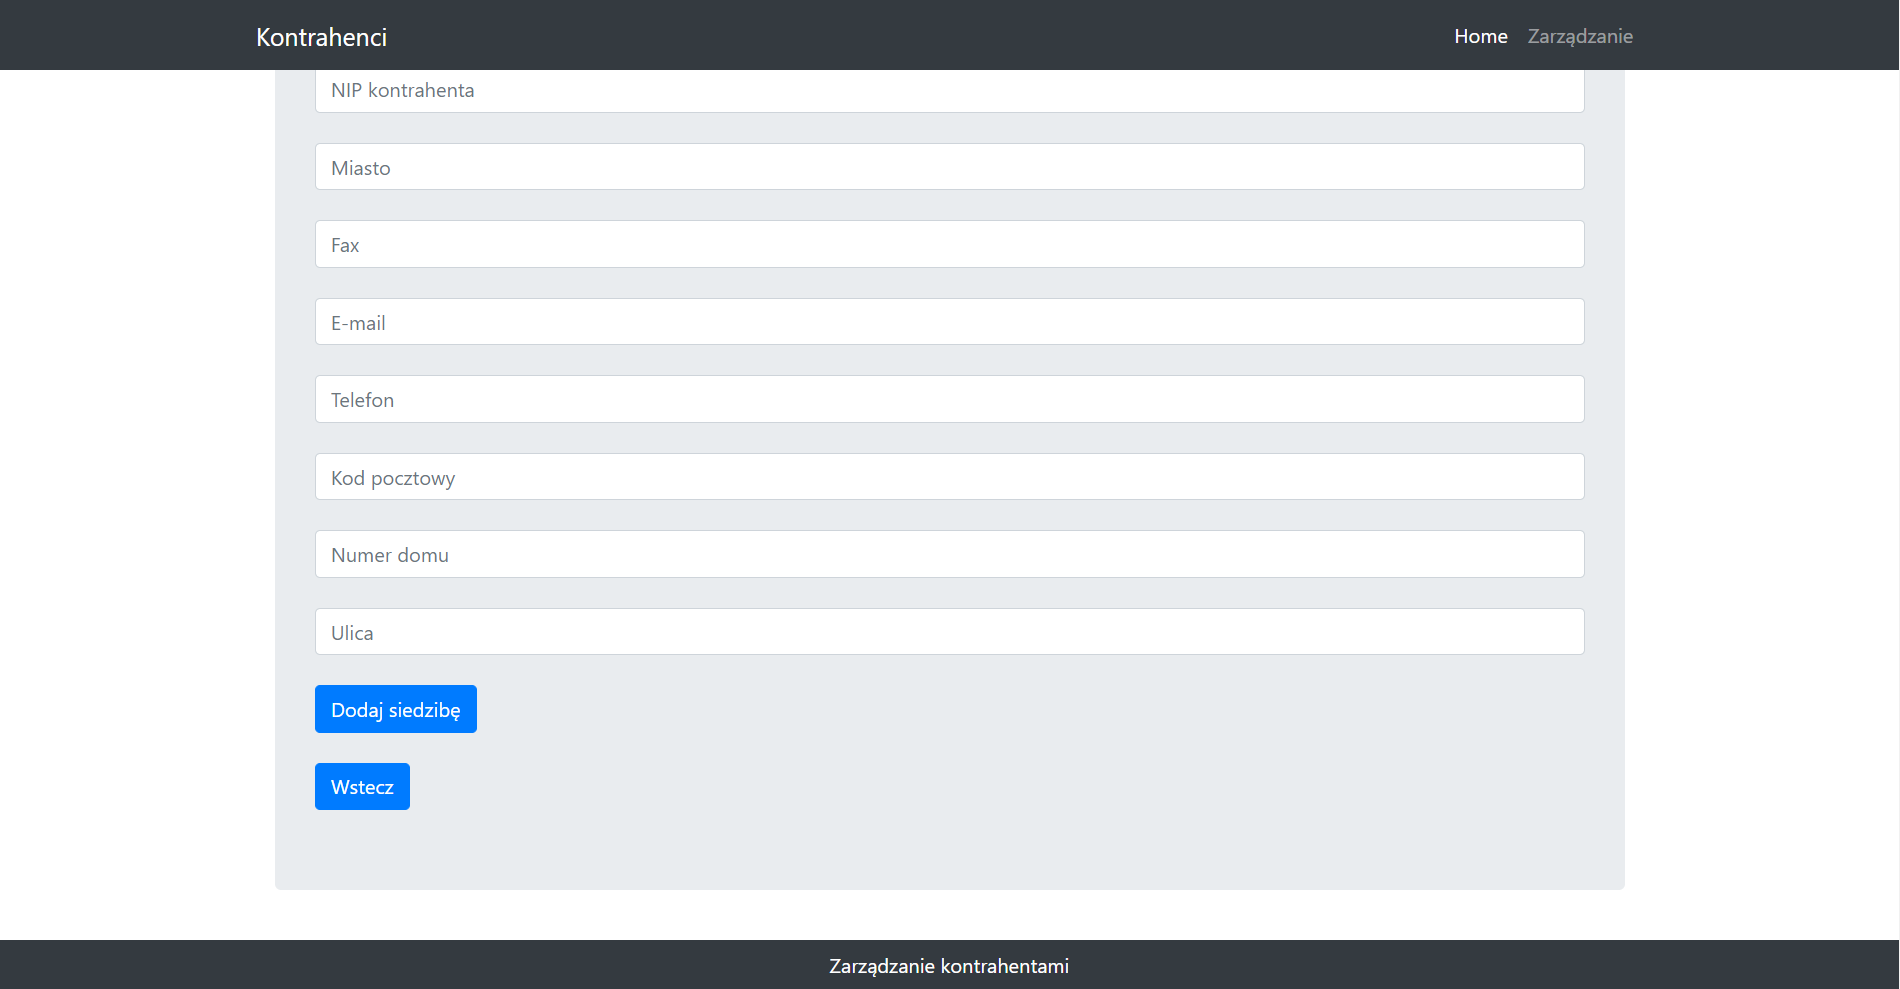 Kontrahenci
Home Zarządzanie
NIP kontrahenta
Miasto
Fax
E-mail
Telefon
Kod pocztowy
Numer domu
Ulica
Dodaj siedzibę
Wstecz
Zarządzanie kontrahentami